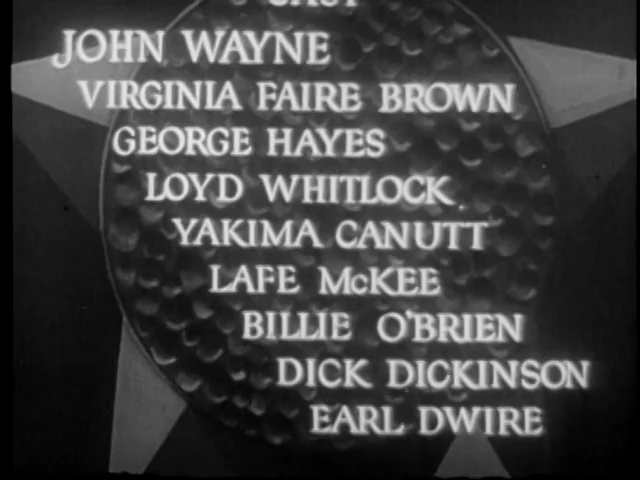 CAST
JOHN WAYNE
VIRGINIA FAIRE BROWN
GEORGE HAYES
LOYD WHITLOCK
YAKIMA CANUTT
LAFE McKEE
BILLIE O'BRIEN
DICK DICKINSON
EARL DWIRE